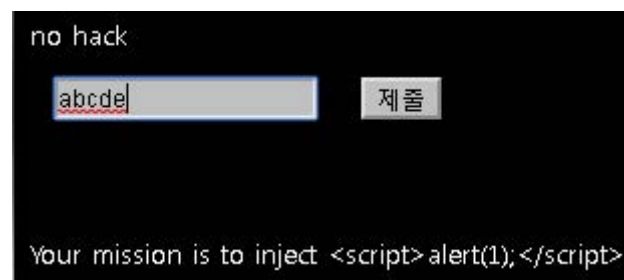 no hack
abcde
제출
Your mission is to inject <script>alert(1);</script>